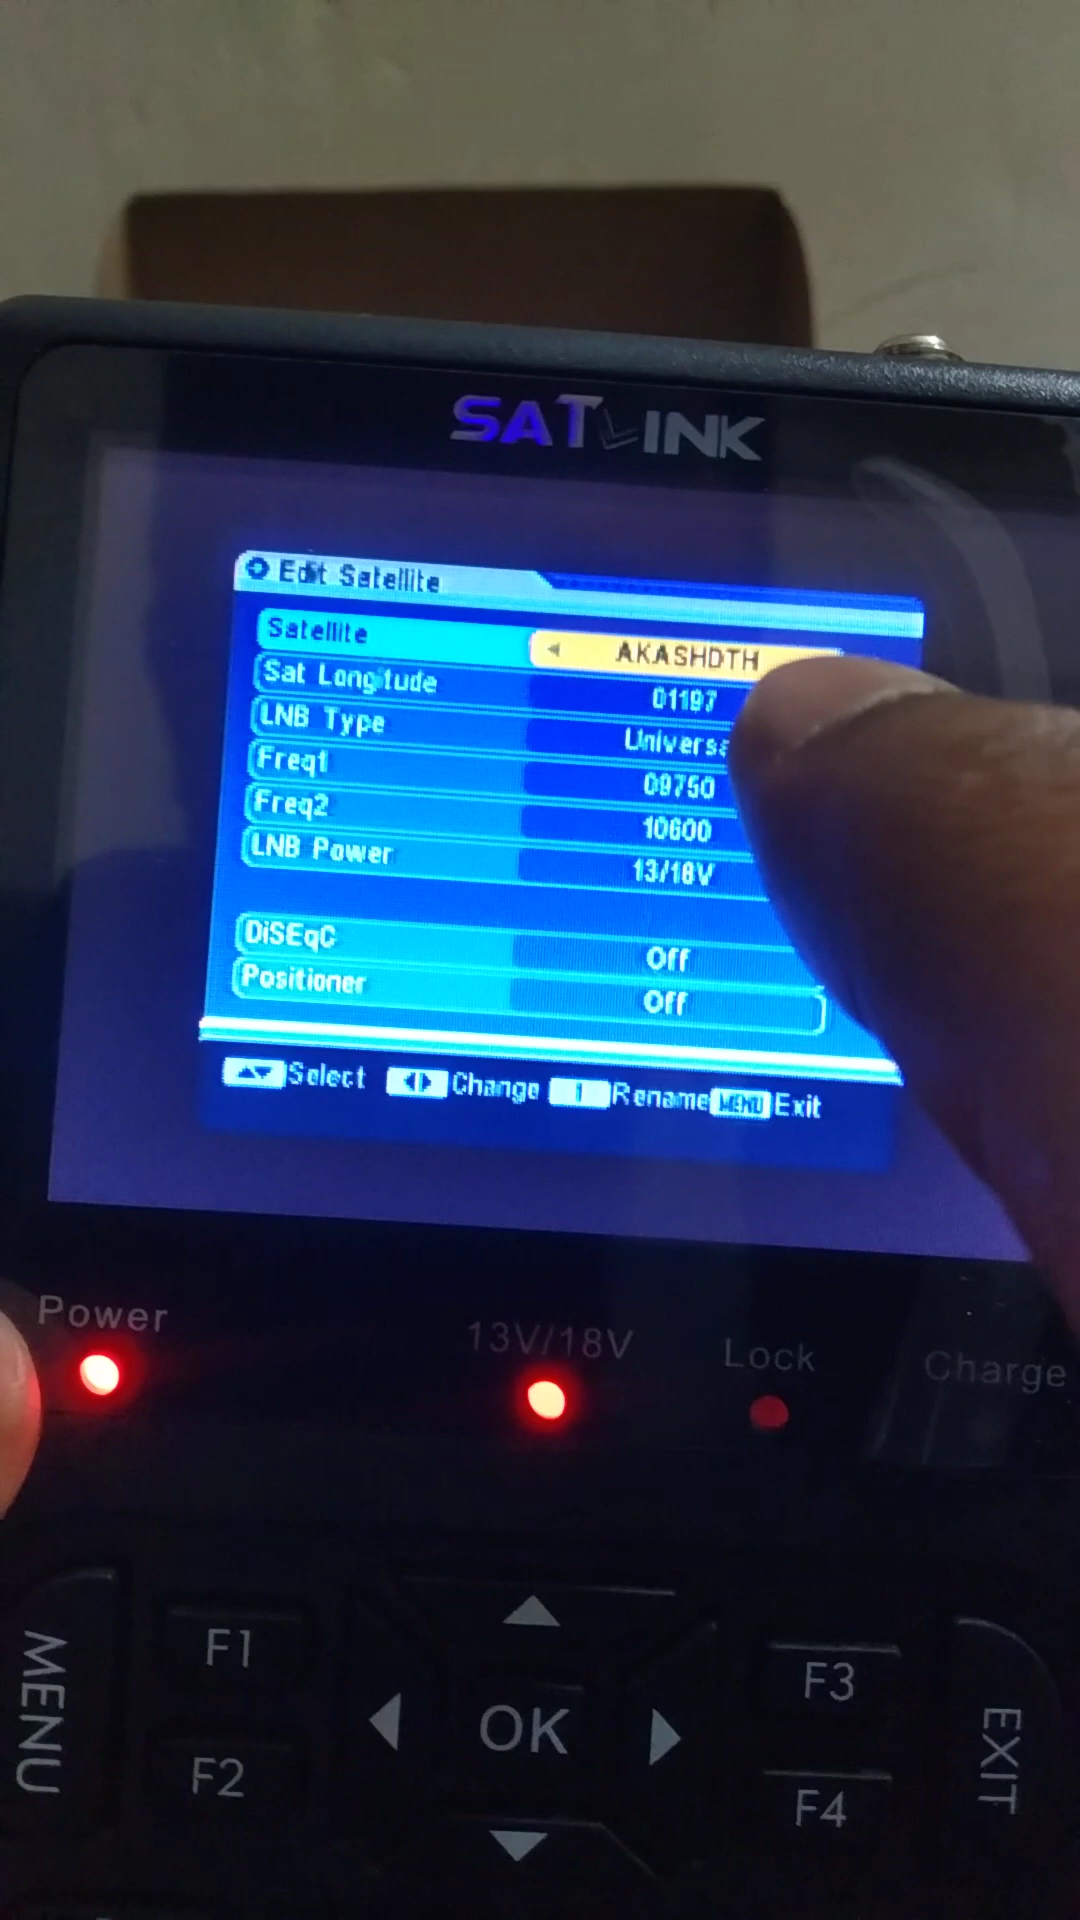 SATLINK
Edit Satellite
Satellite AKASHDTH
Sat Longitude 01197
LNB Type Universa
Freq1 09750
Freq2 10600
LNB Power 13/18V
DiSEqC Off
Positioner Off
Select Change i Rename MENU Exit
Power 13V/18V Lock Charge
MENU F1 F2 OK F3 F4 EXIT